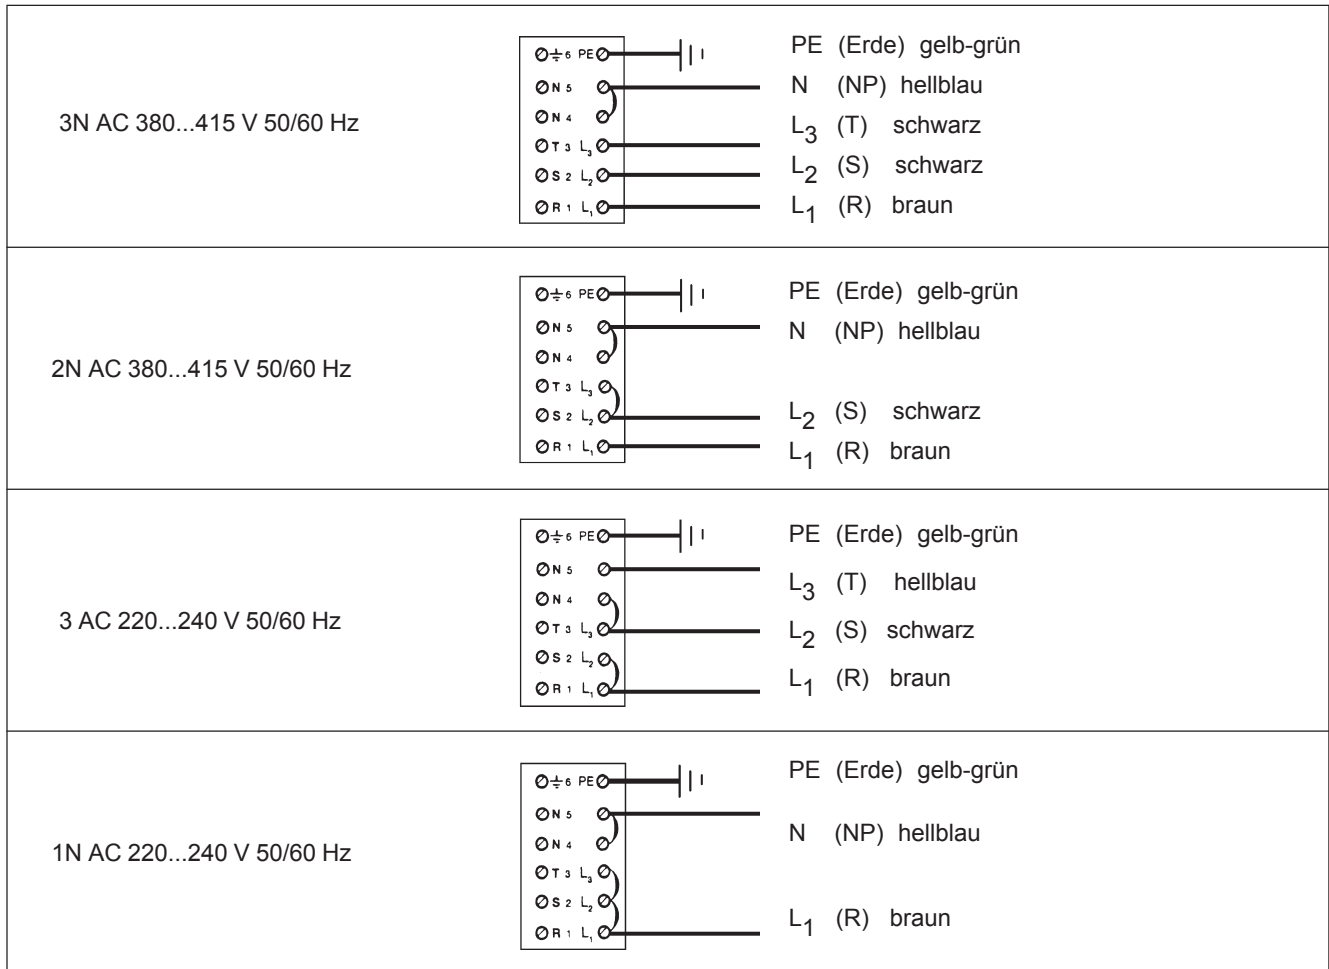 3N AC 380...415 V 50/60 Hz
6 PE
N 5
N 4
T 3 L3
S 2 L2
R 1 L1
PE (Erde) gelb-grün
N (NP) hellblau
L3 (T) schwarz
L2 (S) schwarz
L1 (R) braun
2N AC 380...415 V 50/60 Hz
6 PE
N 5
N 4
T 3 L3
S 2 L2
R 1 L1
PE (Erde) gelb-grün
N (NP) hellblau
L2 (S) schwarz
L1 (R) braun
3 AC 220...240 V 50/60 Hz
6 PE
N 5
N 4
T 3 L3
S 2 L2
R 1 L1
PE (Erde) gelb-grün
L3 (T) hellblau
L2 (S) schwarz
L1 (R) braun
1N AC 220...240 V 50/60 Hz
6 PE
N 5
N 4
T 3 L3
S 2 L2
R 1 L1
PE (Erde) gelb-grün
N (NP) hellblau
L1 (R) braun